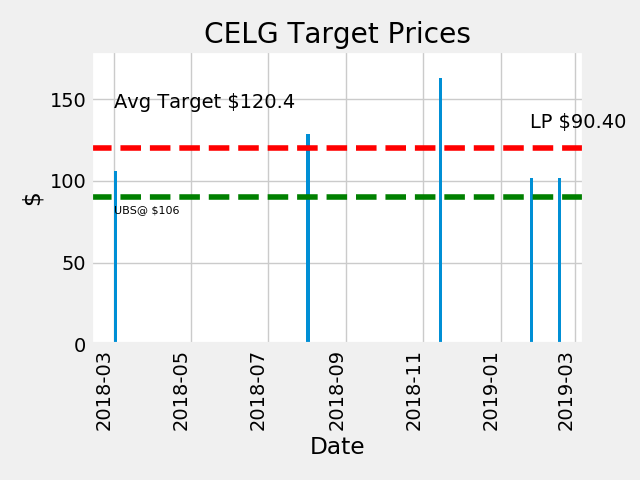 CELG Target Prices
150
Avg Target $120.4
LP $90.40
100
UBS@ $106
50
0
$
2018-03
2018-05
2018-07
2018-09
2018-11
2019-01
2019-03
Date